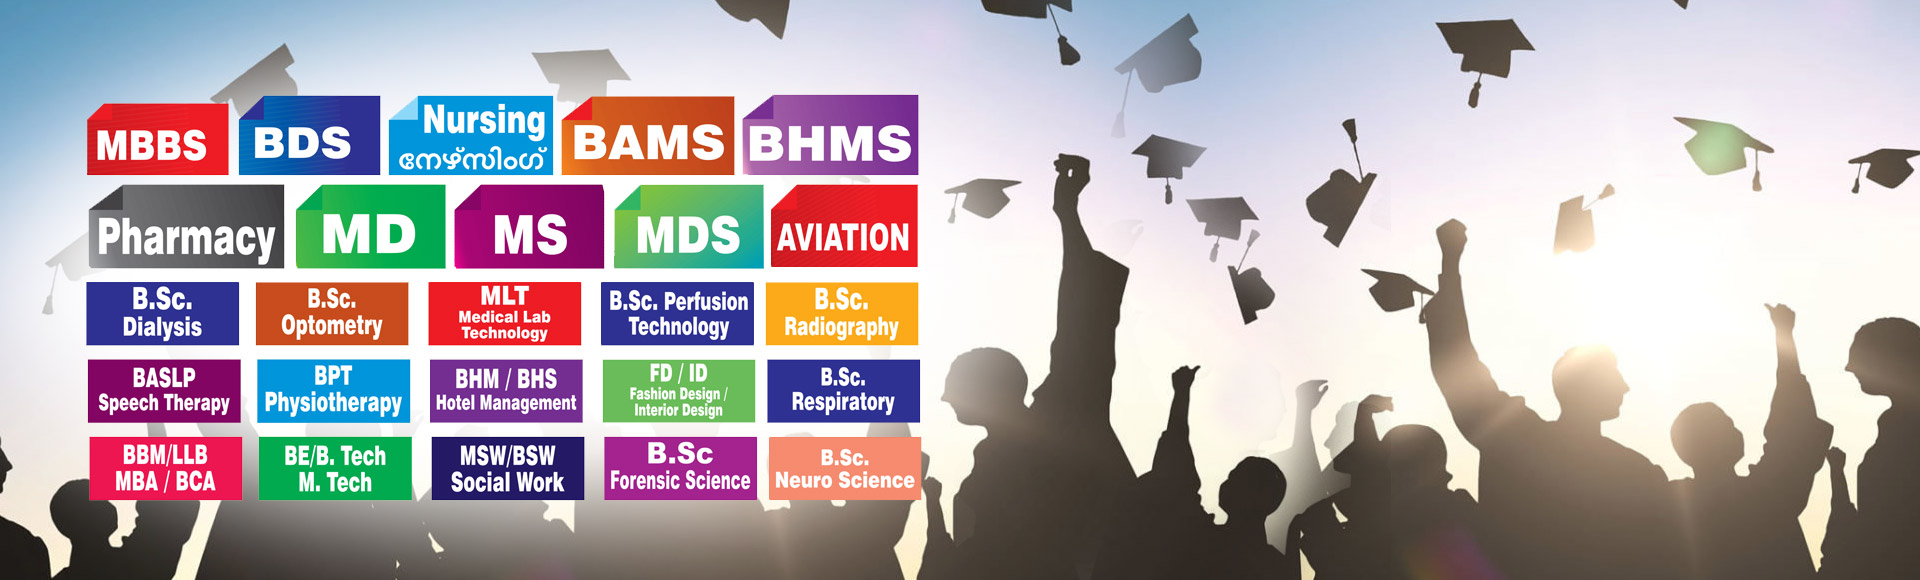 MBBS
BDS
Nursing
നേഴ്സിംഗ്
BAMS
BHMS
Pharmacy
MD
MS
MDS
AVIATION
B.Sc.
Dialysis
B.Sc.
Optometry
MLT
Medical Lab
Technology
B.Sc. Perfusion
Technology
B.Sc.
Radiography
BASLP
Speech Therapy
BPT
Physiotherapy
BHM / BHS
Hotel Management
FD / ID
Fashion Design /
Interior Design
B.Sc.
Respiratory
BBM/LLB
MBA / BCA
BE/B. Tech
M. Tech
MSW/BSW
Social Work
B.Sc
Forensic Science
B.Sc.
Neuro Science